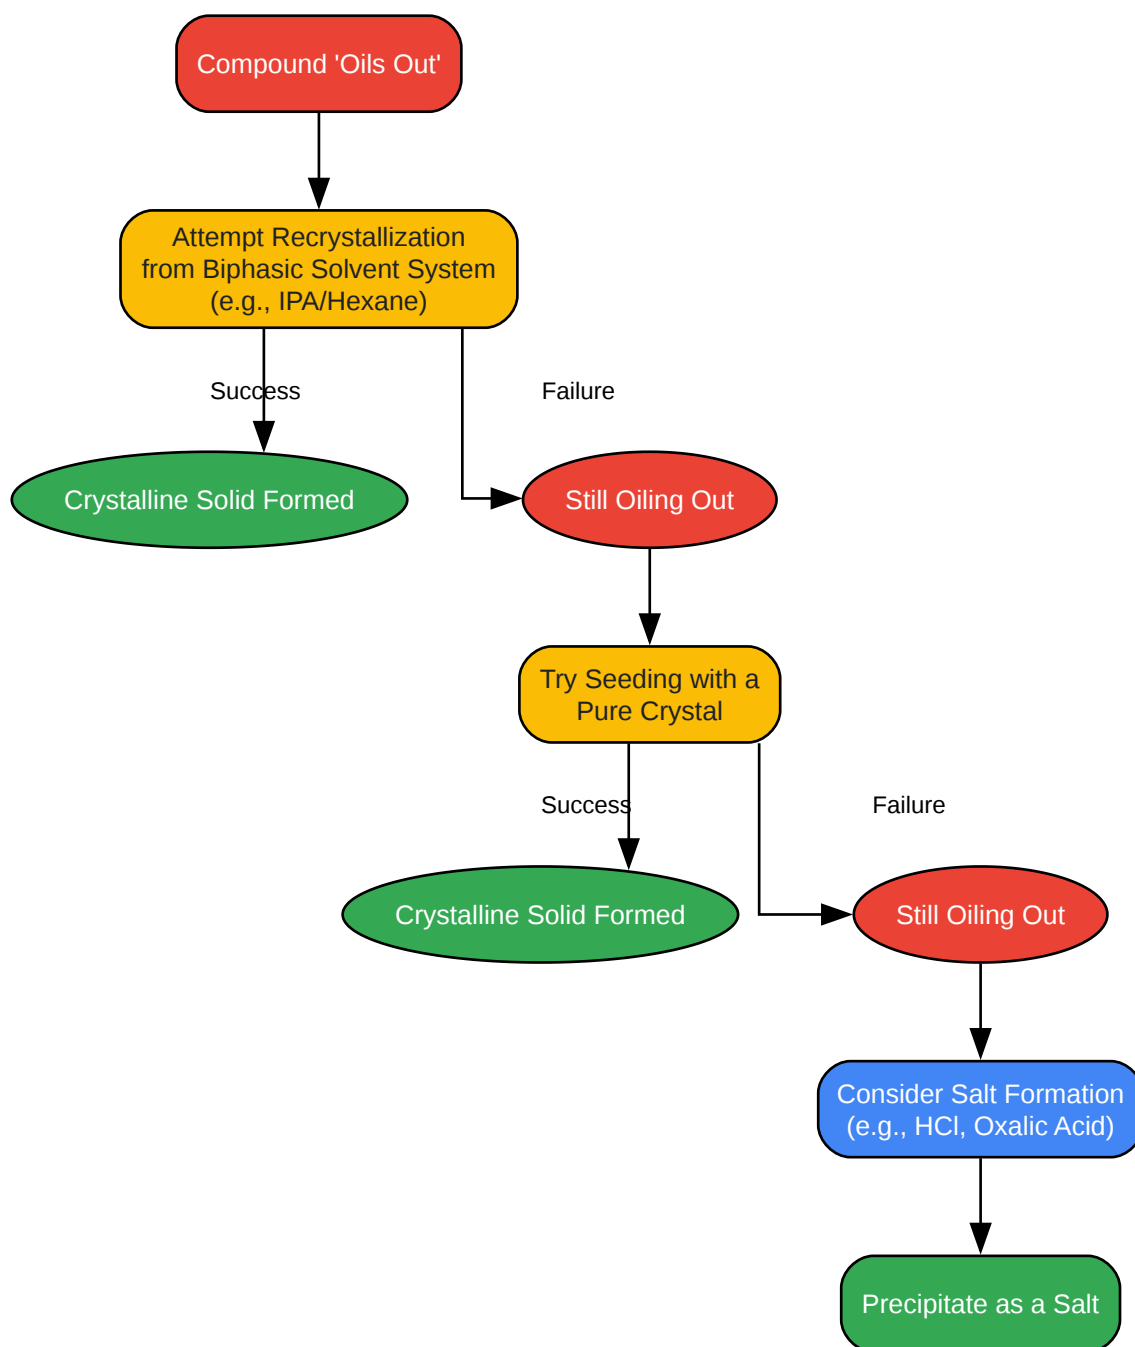 Compound 'Oils Out'
Attempt Recrystallization
from Biphasic Solvent System
(e.g., IPA/Hexane)
Success
Failure
Crystalline Solid Formed
Still Oiling Out
Try Seeding with a
Pure Crystal
Success
Failure
Crystalline Solid Formed
Still Oiling Out
Consider Salt Formation
(e.g., HCl, Oxalic Acid)
Precipitate as a Salt